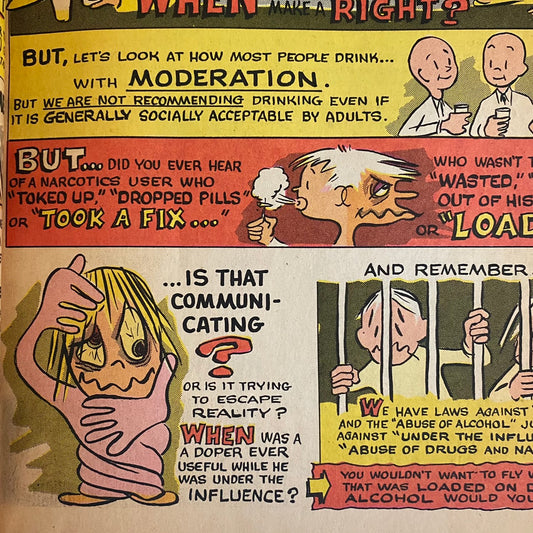 WHEN MAKE A RIGHT?
BUT, LET'S LOOK AT HOW MOST PEOPLE DRINK...
WITH MODERATION.
BUT WE ARE NOT RECOMMENDING DRINKING EVEN IF
IT IS GENERALLY SOCIALLY ACCEPTABLE BY ADULTS.
BUT... DID YOU EVER HEAR
OF A NARCOTICS USER WHO
"TOKED UP," "DROPPED PILLS"
OR "TOOK A FIX..."
WHO WASN'T
"WASTED,"
OUT OF HIS
OR "LOAD
...IS THAT
COMMUNI-
CATING
?
OR IS IT TRYING
TO ESCAPE
REALITY?
WHEN WAS A
A DOPER EVER
USEFUL WHILE HE
WAS UNDER THE
INFLUENCE?
AND REMEMBER
WE HAVE LAWS AGAINST
AND THE "ABUSE OF ALCOHOL" JU
AGAINST "UNDER THE INFLU
"ABUSE OF DRUGS AND NA
YOU WOULDN'T WANT TO FLY
THAT WAS LOADED ON D
ALCOHOL WOULD YOU